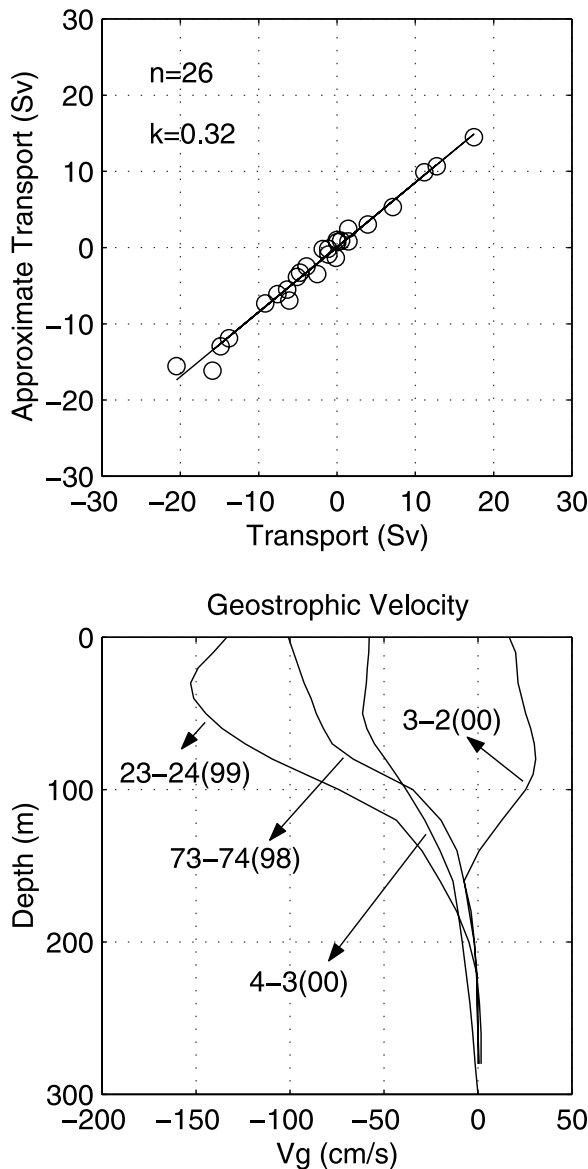 30
20
10
0
−10
−20
−30
Approximate Transport (Sv)
n=26
k=0.32
−30 −20 −10 0 10 20 30
Transport (Sv)
Geostrophic Velocity
0
100
200
300
Depth (m)
3−2(00)
23−24(99)
73−74(98)
4−3(00)
−200 −150 −100 −50 0 50
Vg (cm/s)